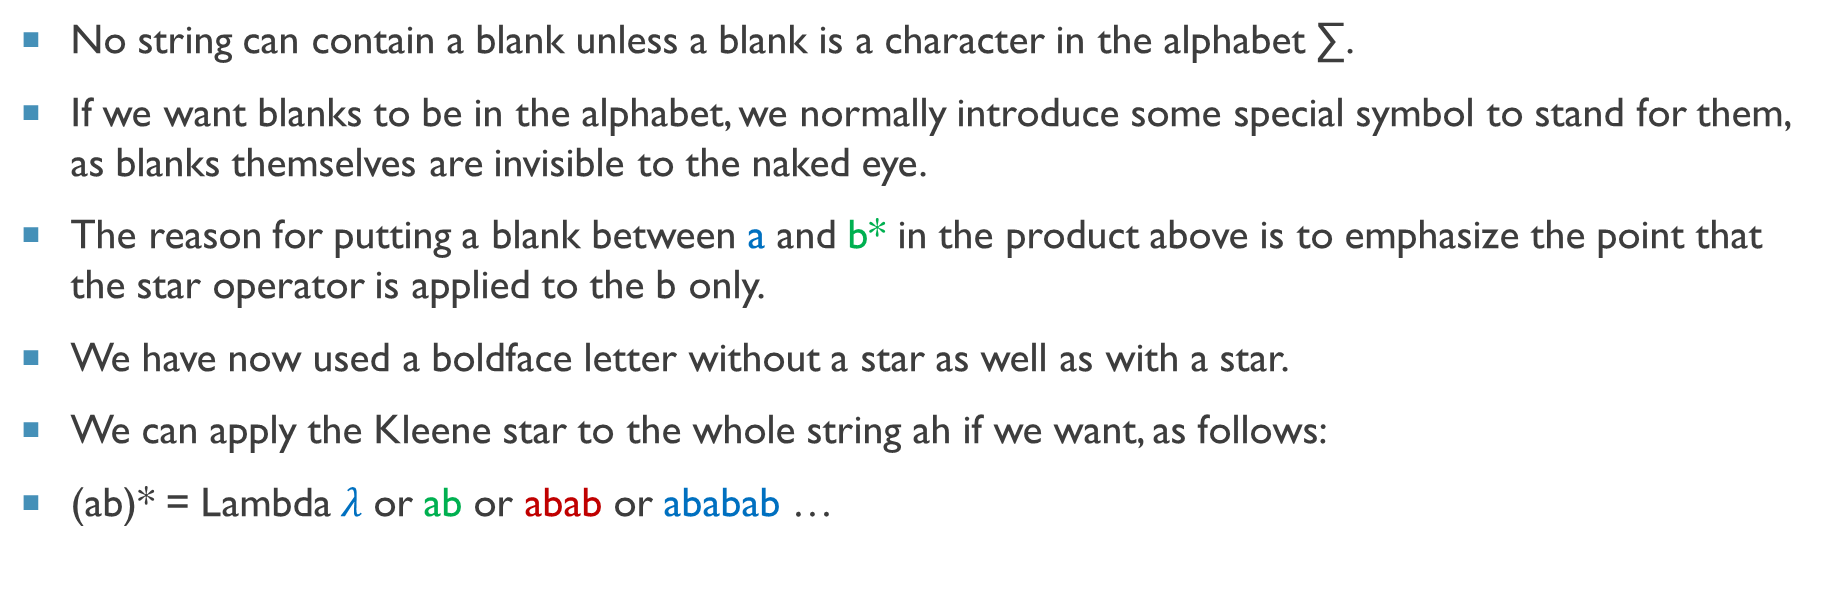 ▪ No string can contain a blank unless a blank is a character in the alphabet ∑.
▪ If we want blanks to be in the alphabet, we normally introduce some special symbol to stand for them,
as blanks themselves are invisible to the naked eye.
▪ The reason for putting a blank between a and b* in the product above is to emphasize the point that
the star operator is applied to the b only.
▪ We have now used a boldface letter without a star as well as with a star.
▪ We can apply the Kleene star to the whole string ah if we want, as follows:
▪ (ab)* = Lambda λ or ab or abab or ababab …